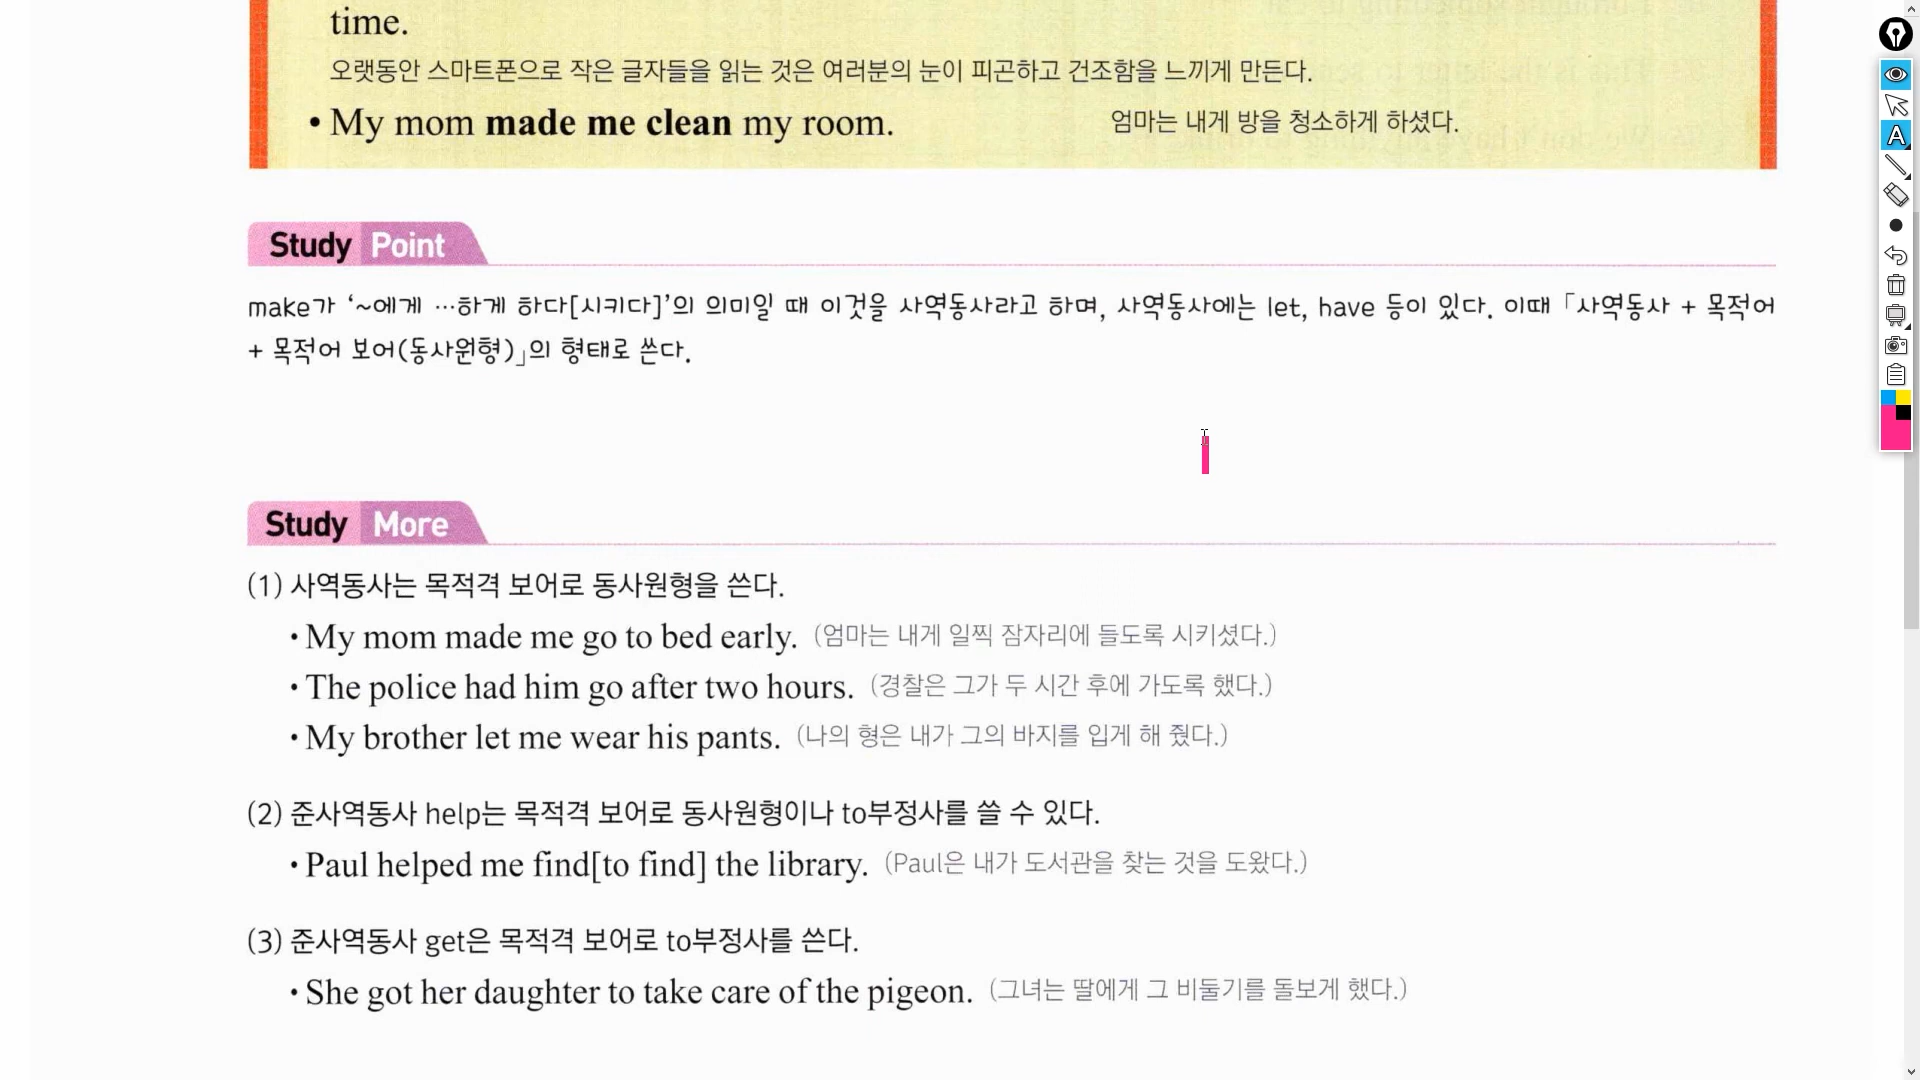 time.
오랫동안 스마트폰으로 작은 글자들을 읽는 것은 여러분의 눈이 피곤하고 건조함을 느끼게 만든다.
• My mom made me clean my room. 엄마는 내게 방을 청소하게 하셨다.
Study Point
make가 ‘~에게 …하게 하다[시키다]’의 의미일 때 이것을 사역동사라고 하며, 사역동사에는 let, have 등이 있다. 이때 「사역동사 + 목적어
+ 목적어 보어(동사원형)」의 형태로 쓴다.
Study More
(1) 사역동사는 목적격 보어로 동사원형을 쓴다.
• My mom made me go to bed early. (엄마는 내게 일찍 잠자리에 들도록 시키셨다.)
• The police had him go after two hours. (경찰은 그가 두 시간 후에 가도록 했다.)
• My brother let me wear his pants. (나의 형은 내가 그의 바지를 입게 해 줬다.)
(2) 준사역동사 help는 목적격 보어로 동사원형이나 to부정사를 쓸 수 있다.
• Paul helped me find[to find] the library. (Paul은 내가 도서관을 찾는 것을 도왔다.)
(3) 준사역동사 get은 목적격 보어로 to부정사를 쓴다.
• She got her daughter to take care of the pigeon. (그녀는 딸에게 그 비둘기를 돌보게 했다.)